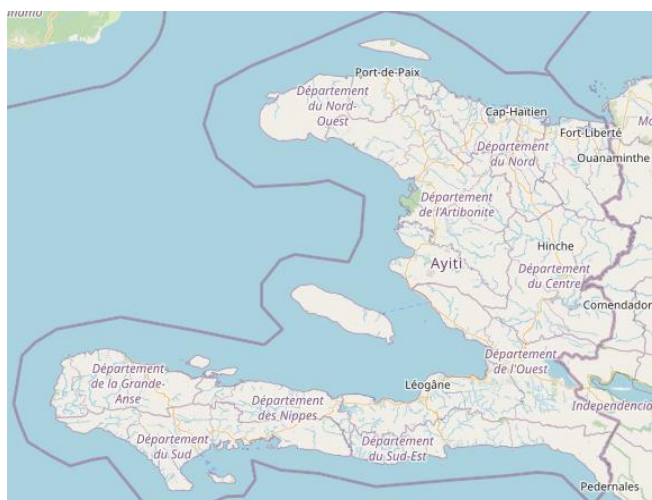 Port-de-Paix
Département
du Nord-
Ouest
Cap-Haïtien
Fort-Liberté
Ouanaminthe
Département
du Nord
Département
de l'Artibonite
Hinche
Ayiti
Département
du Centre
Comendador
Département
de l'Ouest
Département
de la Grande-
Anse
Léogâne
Département
des Nippes
Independencia
Département
du Sud
Département
du Sud-Est
Pedernales